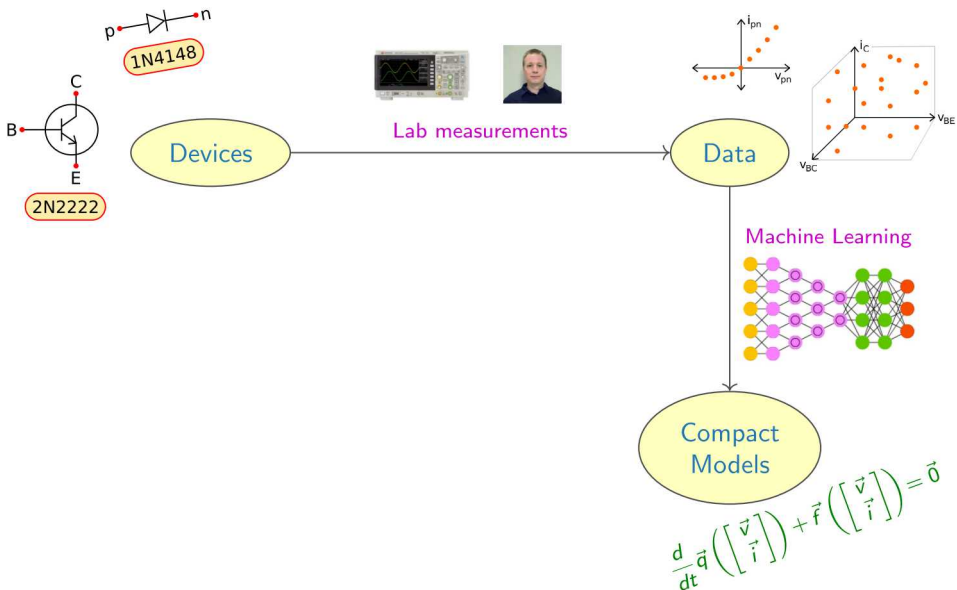 p
n
1N4148
C
B
E
2N2222
Devices
Lab measurements
Data
i_pn
v_pn
i_C
v_BE
v_BC
Machine Learning
Compact
Models
d/dt q⃗([v⃗ i⃗]) + f⃗([v⃗ i⃗]) = 0⃗